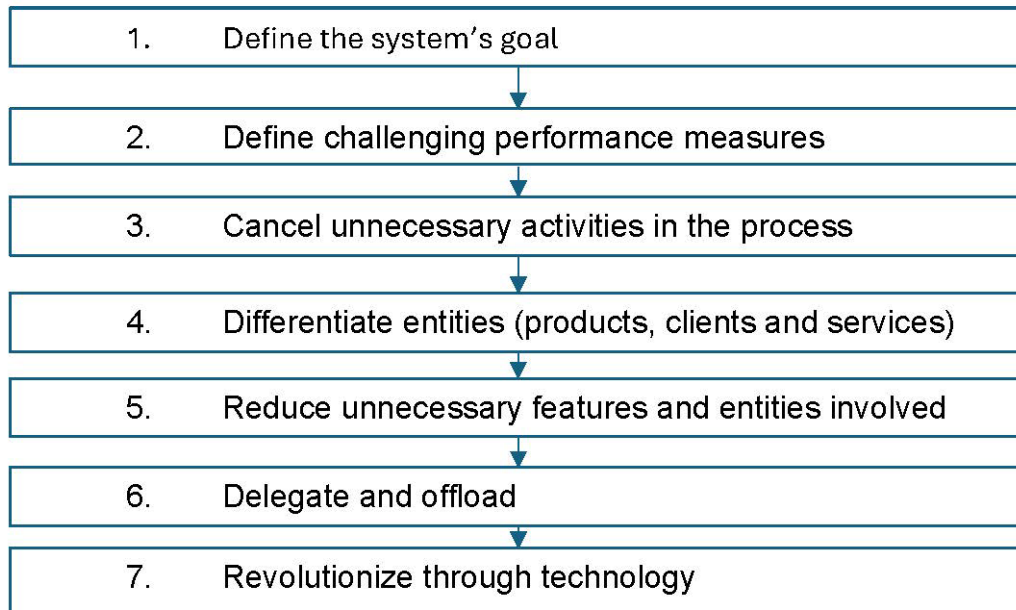 1. Define the system's goal
2. Define challenging performance measures
3. Cancel unnecessary activities in the process
4. Differentiate entities (products, clients and services)
5. Reduce unnecessary features and entities involved
6. Delegate and offload
7. Revolutionize through technology